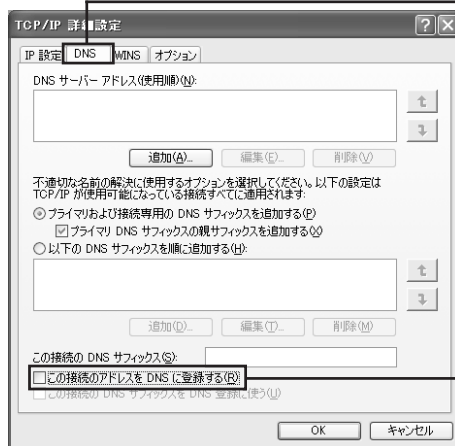 TCP/IP 詳細設定
IP 設定 DNS WINS オプション
DNS サーバー アドレス(使用順)(N):
追加(A)... 編集(E)... 削除(V)
不適切な名前の解決に使用するオプションを選択してください。以下の設定は
TCP/IP が使用可能になっている接続すべてに適用されます:
プライマリおよび接続専用の DNS サフィックスを追加する(P)
プライマリ DNS サフィックスの親サフィックスを追加する(X)
以下の DNS サフィックスを順に追加する(H):
追加(D)... 編集(T)... 削除(M)
この接続の DNS サフィックス(S):
この接続のアドレスを DNS に登録する(R)
この接続の DNS サフィックスを DNS 登録に使う(U)
OK キャンセル